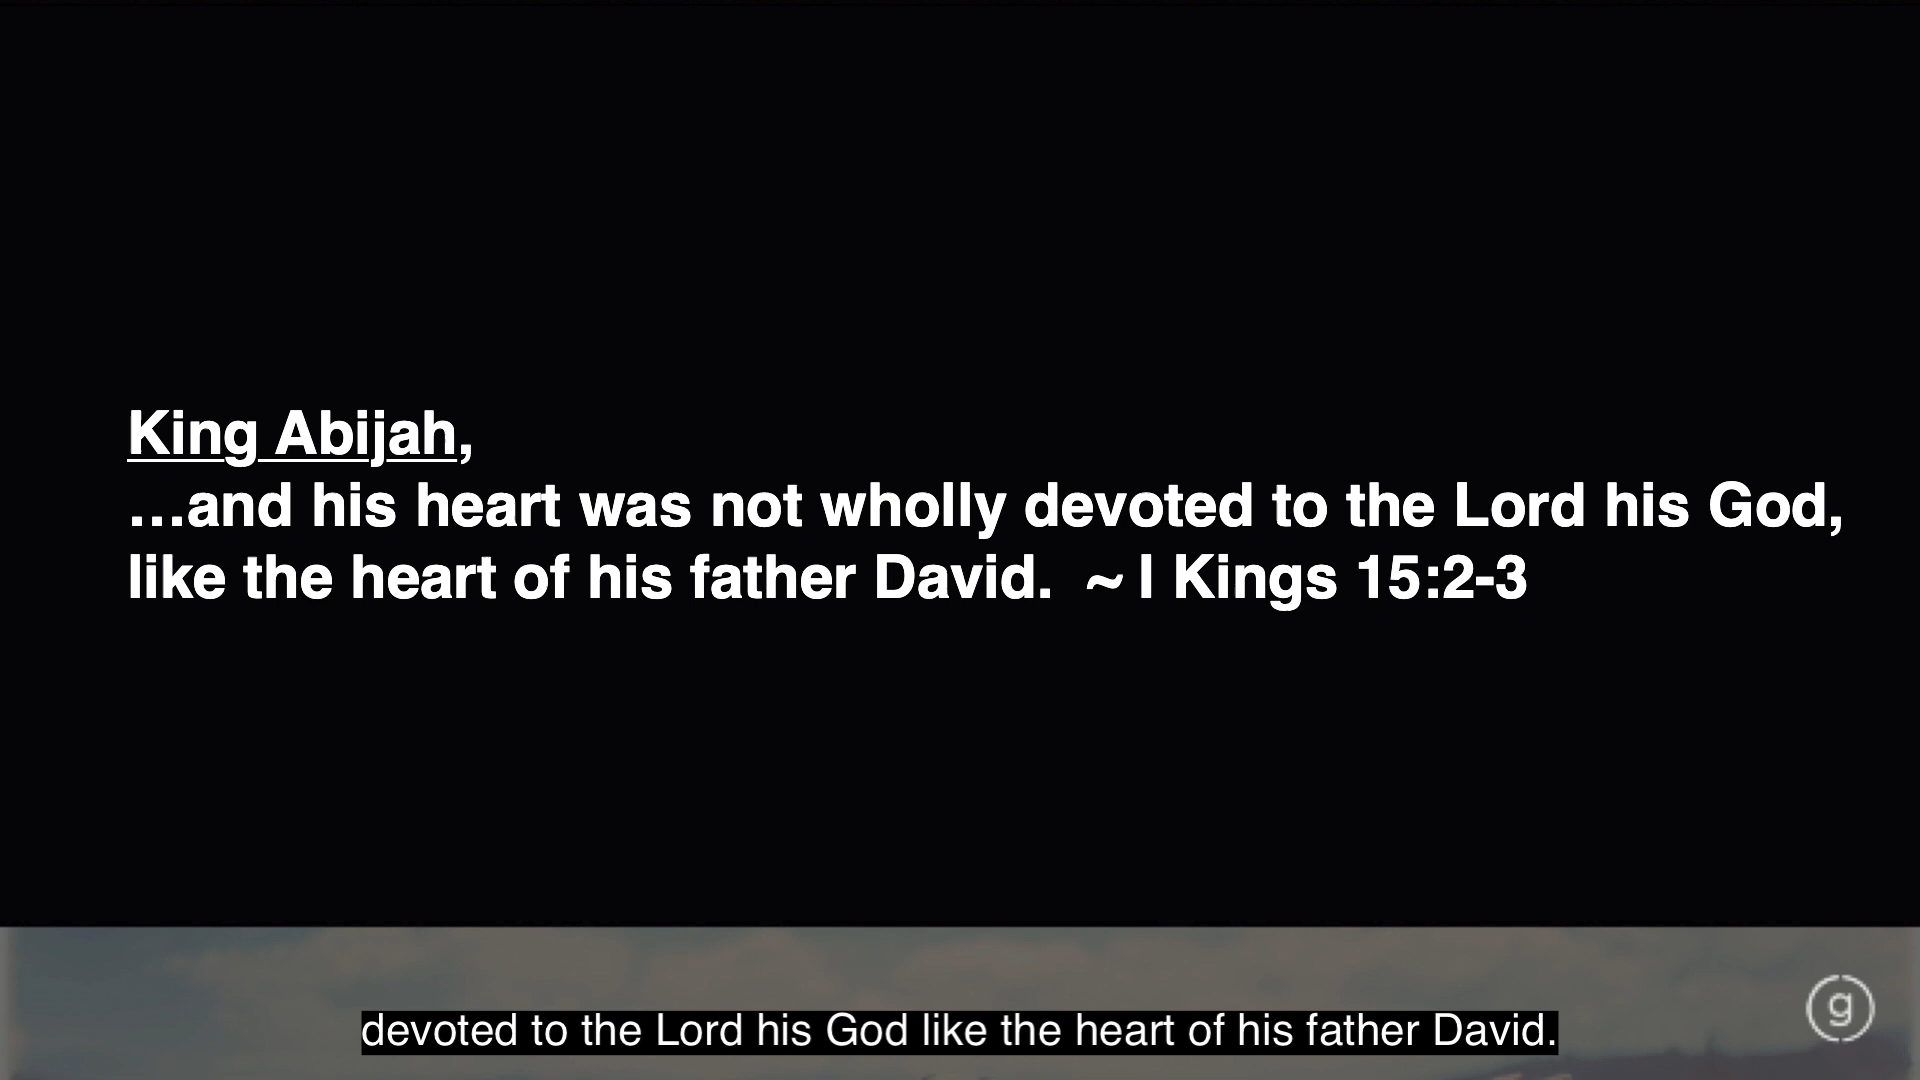 King Abijah,
…and his heart was not wholly devoted to the Lord his God,
like the heart of his father David.  ~ I Kings 15:2-3
g
devoted to the Lord his God like the heart of his father David.